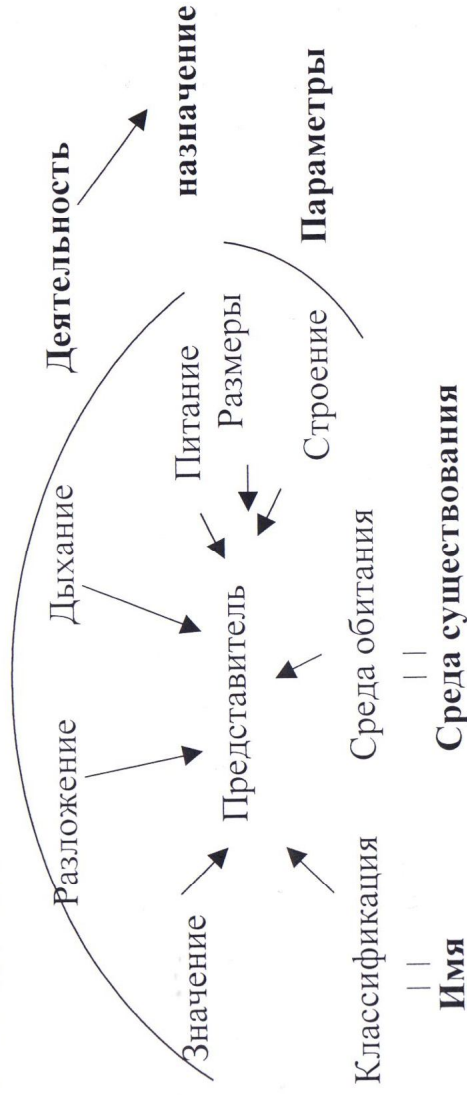 Деятельность
назначение
Дыхание
Питание
Размеры
Параметры
Разложение
Строение
Представитель
Значение
Среда обитания
Среда существования
Классификация
Имя